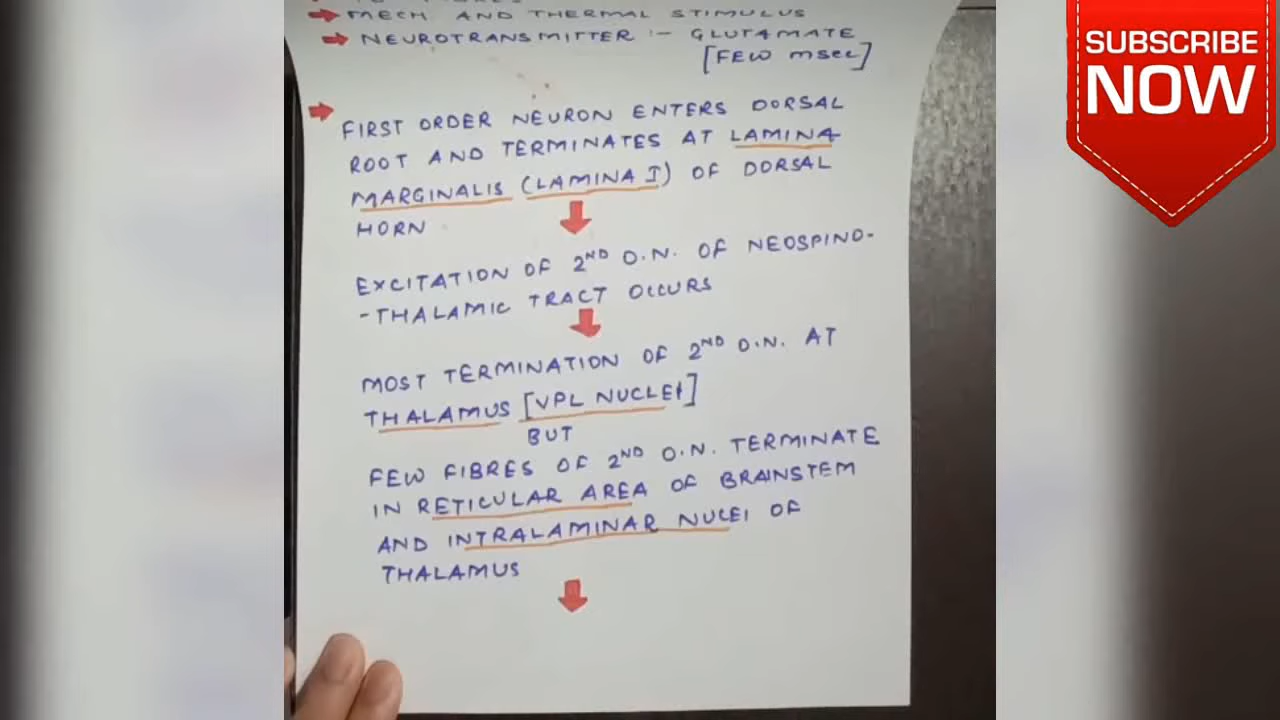 MECH AND THERMAL STIMULUS
NEUROTRANSMITTER :- GLUTAMATE
[FEW msec]
FIRST ORDER NEURON ENTERS DORSAL
ROOT AND TERMINATES AT LAMINA
MARGINALIS (LAMINA I) OF DORSAL
HORN
EXCITATION OF 2ND O.N. OF NEOSPINO-
-THALAMIC TRACT OCCURS
MOST TERMINATION OF 2ND O.N. AT
THALAMUS [VPL NUCLEI]
BUT
FEW FIBRES OF 2ND O.N. TERMINATE
IN RETICULAR AREA OF BRAINSTEM
AND INTRALAMINAR NUCLEI OF
THALAMUS
SUBSCRIBE
NOW